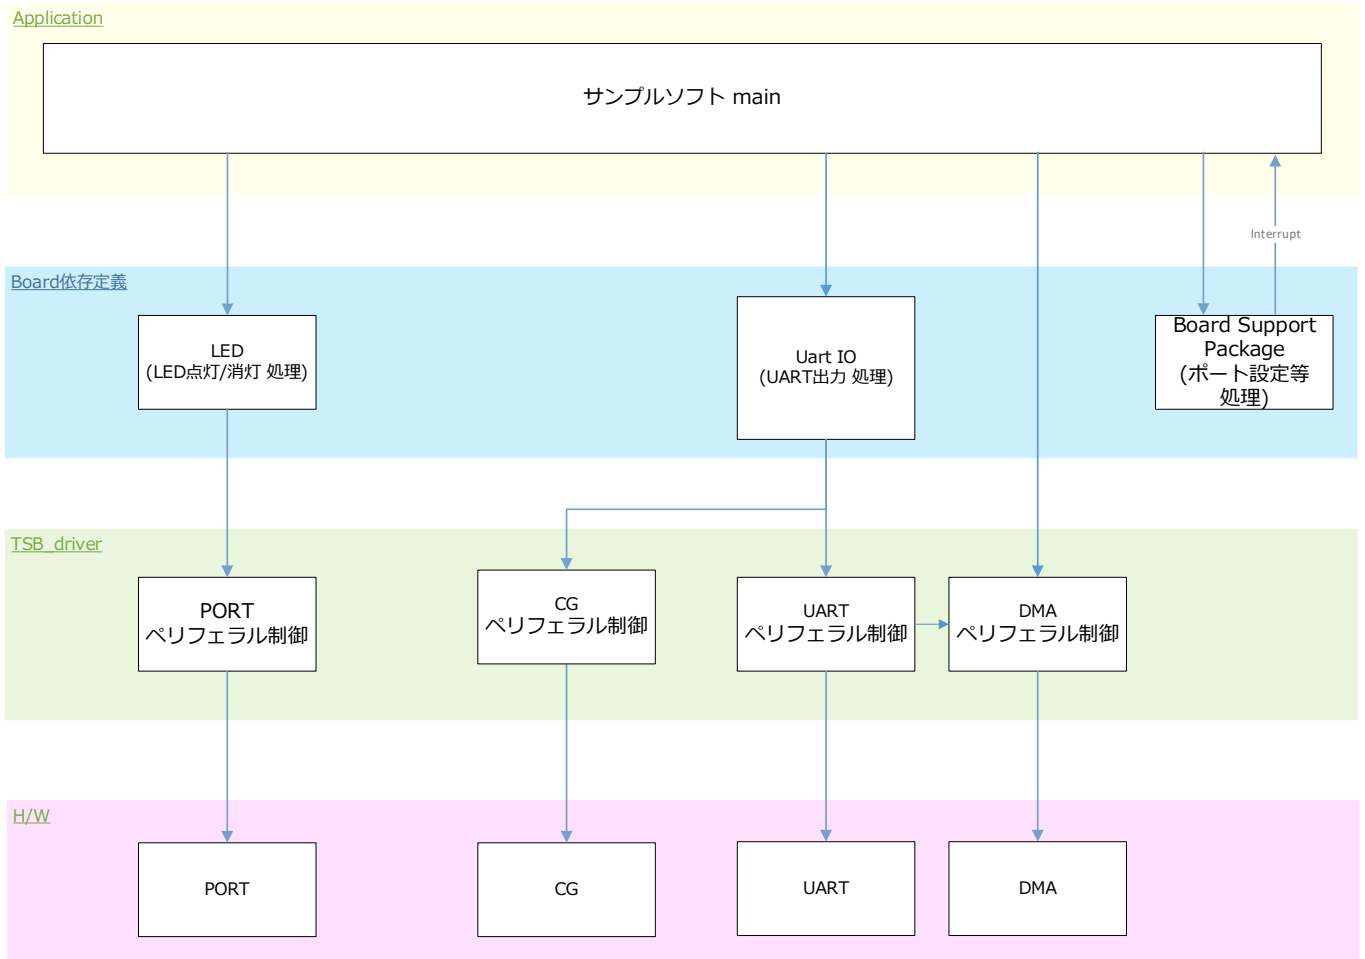 Application
サンプルソフト main
Interrupt
Board依存定義
LED
(LED点灯/消灯 処理)
Uart IO
(UART出力 処理)
Board Support
Package
(ポート設定等
処理)
TSB_driver
PORT
ペリフェラル制御
CG
ペリフェラル制御
UART
ペリフェラル制御
DMA
ペリフェラル制御
H/W
PORT
CG
UART
DMA